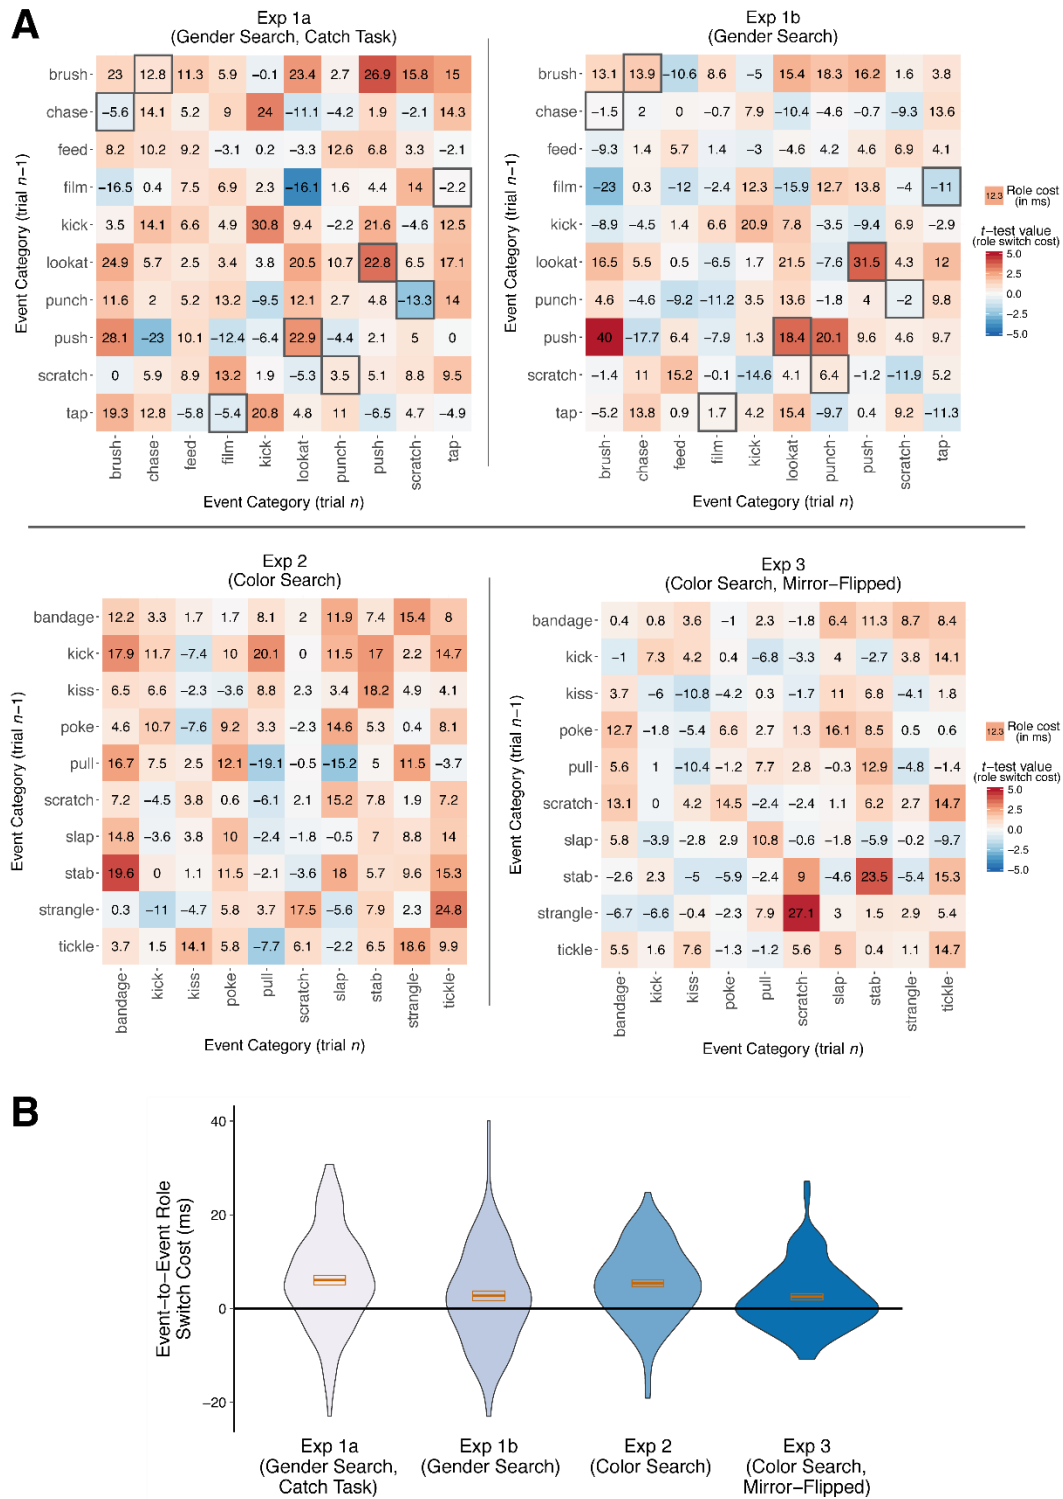 A
Exp 1a
(Gender Search, Catch Task)
Event Category (trial n−1)
brush 23 12.8 11.3 5.9 −0.1 23.4 2.7 26.9 15.8 15
chase −5.6 14.1 5.2 9 24 −11.1 −4.2 1.9 −2.1 14.3
feed 8.2 10.2 9.2 −3.1 0.2 −3.3 12.6 6.8 3.3 −2.1
film −16.5 0.4 7.5 6.9 2.3 −16.1 1.6 4.4 14 −2.2
kick 3.5 14.1 6.6 4.9 30.8 9.4 −2.2 21.6 −4.6 12.5
lookat 24.9 5.7 2.5 3.4 3.8 20.5 10.7 22.8 6.5 17.1
punch 11.6 2 5.2 13.2 −9.5 12.1 2.7 4.8 −13.3 14
push 28.1 −23 10.1 −12.4 −6.4 22.9 −4.4 2.1 5 0
scratch 0 5.9 8.9 13.2 1.9 −5.3 3.5 5.1 8.8 9.5
tap 19.3 12.8 −5.8 −5.4 20.8 4.8 11 −6.5 4.7 −4.9
brush chase feed film kick lookat punch push scratch tap
Event Category (trial n)
Exp 1b
(Gender Search)
Event Category (trial n−1)
brush 13.1 13.9 −10.6 8.6 −5 15.4 18.3 16.2 1.6 3.8
chase −1.5 2 0 −0.7 7.9 −10.4 −4.6 −0.7 −9.3 13.6
feed −9.3 1.4 5.7 1.4 −3 −4.6 4.2 4.6 6.9 4.1
film −23 0.3 −12 −2.4 12.3 −15.9 12.7 13.8 −4 −11
kick −8.9 −4.5 1.4 6.6 20.9 7.8 −3.5 −9.4 6.9 −2.9
lookat 16.5 5.5 0.5 −6.5 1.7 21.5 −7.6 31.5 4.3 12
punch 4.6 −4.6 −9.2 −11.2 3.5 13.6 −1.8 4 −2 9.8
push 40 −17.7 6.4 −7.9 1.3 18.4 20.1 9.6 4.6 9.7
scratch −1.4 11 15.2 −0.1 −14.6 4.1 6.4 −1.2 −11.9 5.2
tap −5.2 13.8 0.9 1.7 4.2 15.4 −9.7 0.4 9.2 −11.3
brush chase feed film kick lookat punch push scratch tap
Event Category (trial n)
12.3 Role cost
(in ms)
t−test value
(role switch cost)
5.0
2.5
0.0
−2.5
−5.0
Exp 2
(Color Search)
Event Category (trial n−1)
bandage 12.2 3.3 1.7 1.7 8.1 2 11.9 7.4 15.4 8
kick 17.9 11.7 −7.4 10 20.1 0 11.5 17 2.2 14.7
kiss 6.5 6.6 −2.3 −3.6 8.8 2.3 3.4 18.2 4.9 4.1
poke 4.6 10.7 −7.6 9.2 3.3 −2.3 14.6 5.3 0.4 8.1
pull 16.7 7.5 2.5 12.1 −19.1 −0.5 −15.2 5 11.5 −3.7
scratch 7.2 −4.5 3.8 0.6 −6.1 2.1 15.2 7.8 1.9 7.2
slap 14.8 −3.6 3.8 10 −2.4 −1.8 −0.5 7 8.8 14
stab 19.6 0 1.1 11.5 −2.1 −3.6 18 5.7 9.6 15.3
strangle 0.3 −11 −4.7 5.8 3.7 17.5 −5.6 7.9 2.3 24.8
tickle 3.7 1.5 14.1 5.8 −7.7 6.1 −2.2 6.5 18.6 9.9
bandage kick kiss poke pull scratch slap stab strangle tickle
Event Category (trial n)
Exp 3
(Color Search, Mirror−Flipped)
Event Category (trial n−1)
bandage 0.4 0.8 3.6 −1 2.3 −1.8 6.4 11.3 8.7 8.4
kick −1 7.3 4.2 0.4 −6.8 −3.3 4 −2.7 3.8 14.1
kiss 3.7 −6 −10.8 −4.2 0.3 −1.7 11 6.8 −4.1 1.8
poke 12.7 −1.8 −5.4 6.6 2.7 1.3 16.1 8.5 0.5 0.6
pull 5.6 1 −10.4 −1.2 7.7 2.8 −0.3 12.9 −4.8 −1.4
scratch 13.1 0 4.2 14.5 −2.4 −2.4 1.1 6.2 2.7 14.7
slap 5.8 −3.9 −2.8 2.9 10.8 −0.6 −1.8 −5.9 −0.2 −9.7
stab −2.6 2.3 −5 −5.9 −2.4 9 −4.6 23.5 −5.4 15.3
strangle −6.7 −6.6 −0.4 −2.3 7.9 27.1 3 1.5 2.9 5.4
tickle 5.5 1.6 7.6 −1.3 −1.2 5.6 5 0.4 1.1 14.7
bandage kick kiss poke pull scratch slap stab strangle tickle
Event Category (trial n)
12.3 Role cost
(in ms)
t−test value
(role switch cost)
5.0
2.5
0.0
−2.5
−5.0
B
Event−to−Event Role
Switch Cost (ms)
40
20
0
−20
Exp 1a
(Gender Search,
Catch Task)
Exp 1b
(Gender Search)
Exp 2
(Color Search)
Exp 3
(Color Search,
Mirror−Flipped)